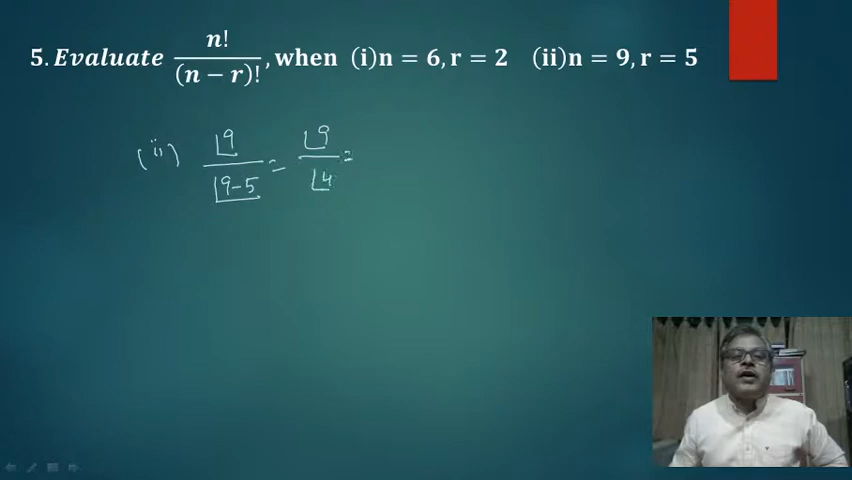 5. Evaluate n!/(n − r)!, when (i)n = 6, r = 2 (ii)n = 9, r = 5
(ii) ⌊9/⌊9-5 = ⌊9/⌊4 =